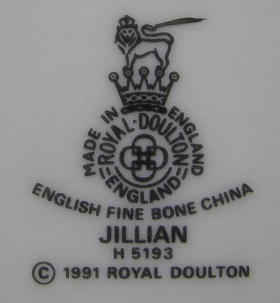 MADE IN ENGLAND
ROYAL·DOULTON
ENGLAND
ENGLISH FINE BONE CHINA
JILLIAN
H 5193
© 1991 ROYAL DOULTON